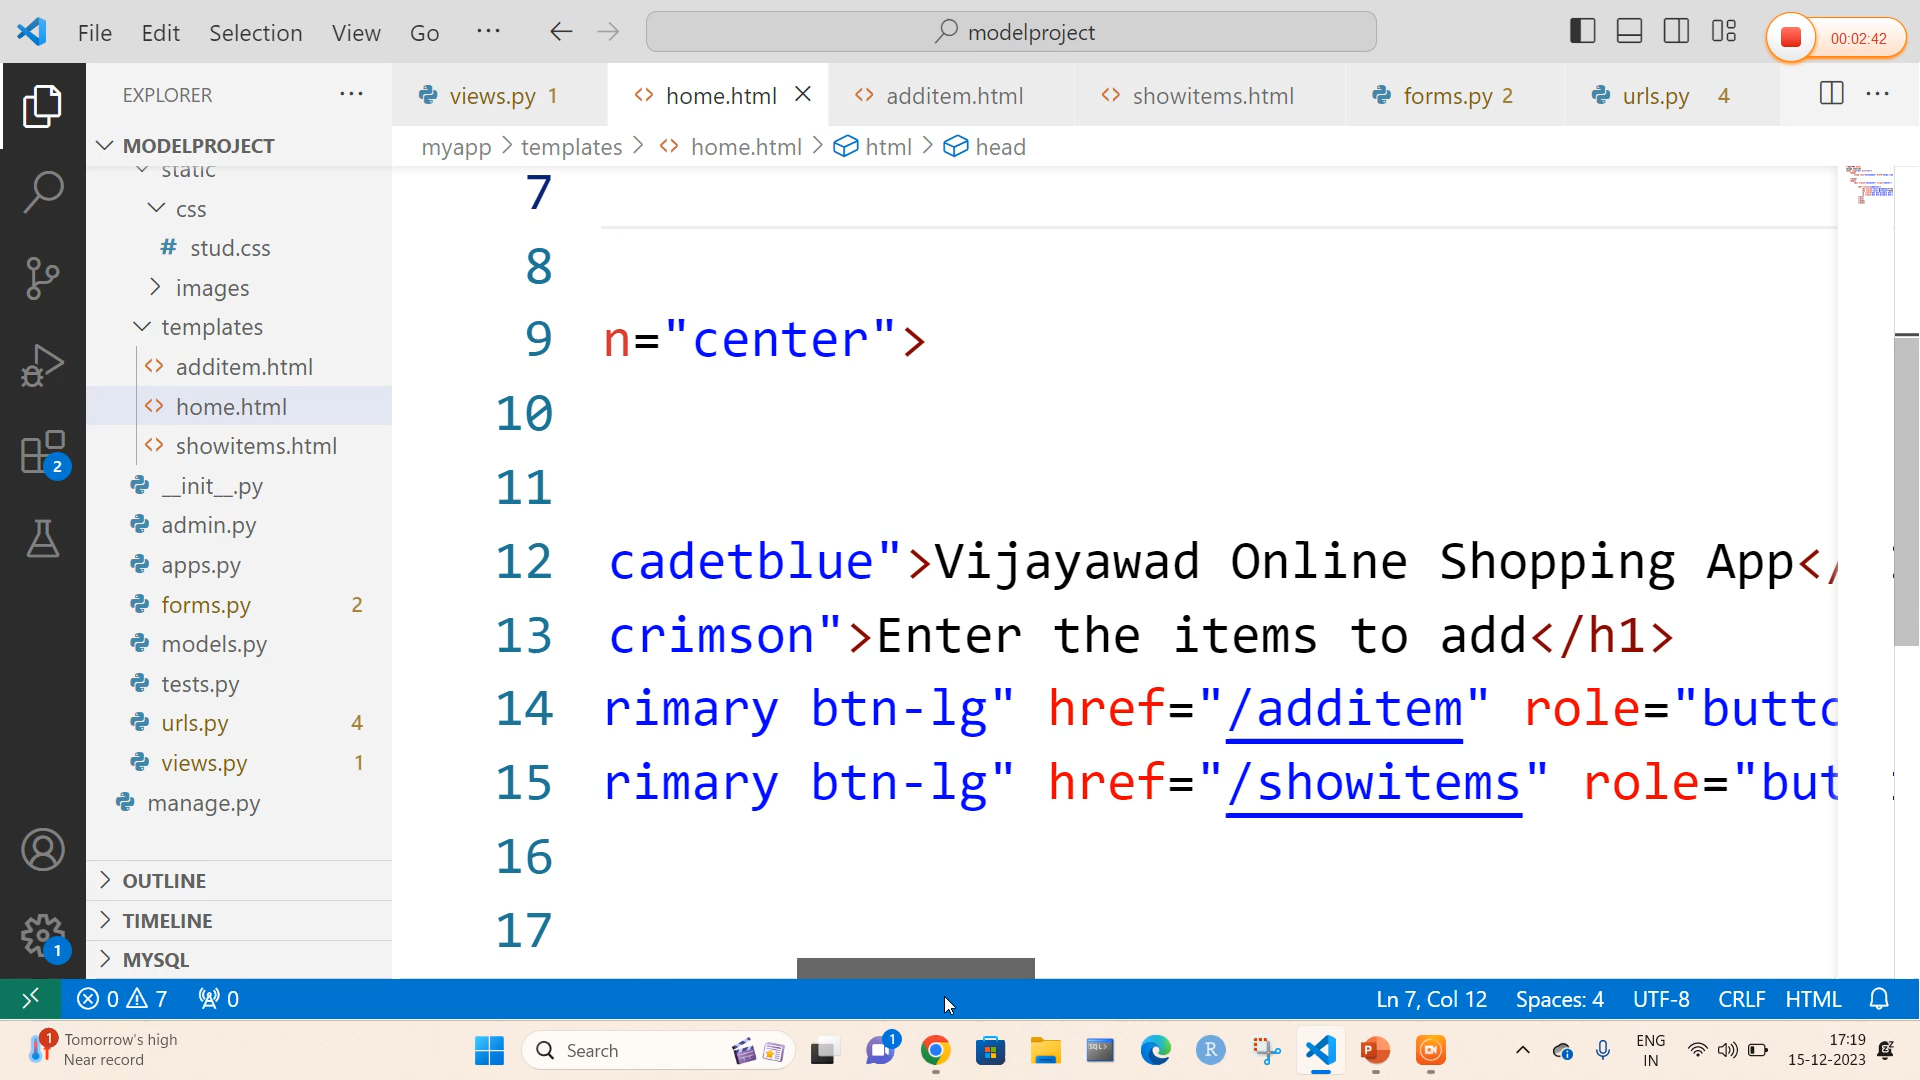 File Edit Selection View Go ··· modelproject 00:02:42
EXPLORER ···
views.py 1 home.html additem.html showitems.html forms.py 2 urls.py 4 ···
MODELPROJECT
myapp > templates > home.html > html > head
static
css
# stud.css
images
templates
additem.html
home.html
showitems.html
__init__.py
admin.py
apps.py
forms.py 2
models.py
tests.py
urls.py 4
views.py 1
manage.py
OUTLINE
TIMELINE
MYSQL
2
1
7
8
9 n="center">
10
11
12 cadetblue">Vijayawad Online Shopping App</
13 crimson">Enter the items to add</h1>
14 rimary btn-lg" href="/additem" role="butto
15 rimary btn-lg" href="/showitems" role="but
16
17
0 7 0 Ln 7, Col 12 Spaces: 4 UTF-8 CRLF HTML
1 Tomorrow's high
Near record
Search
1
SQL>
R
P
ENG
IN
17:19
15-12-2023